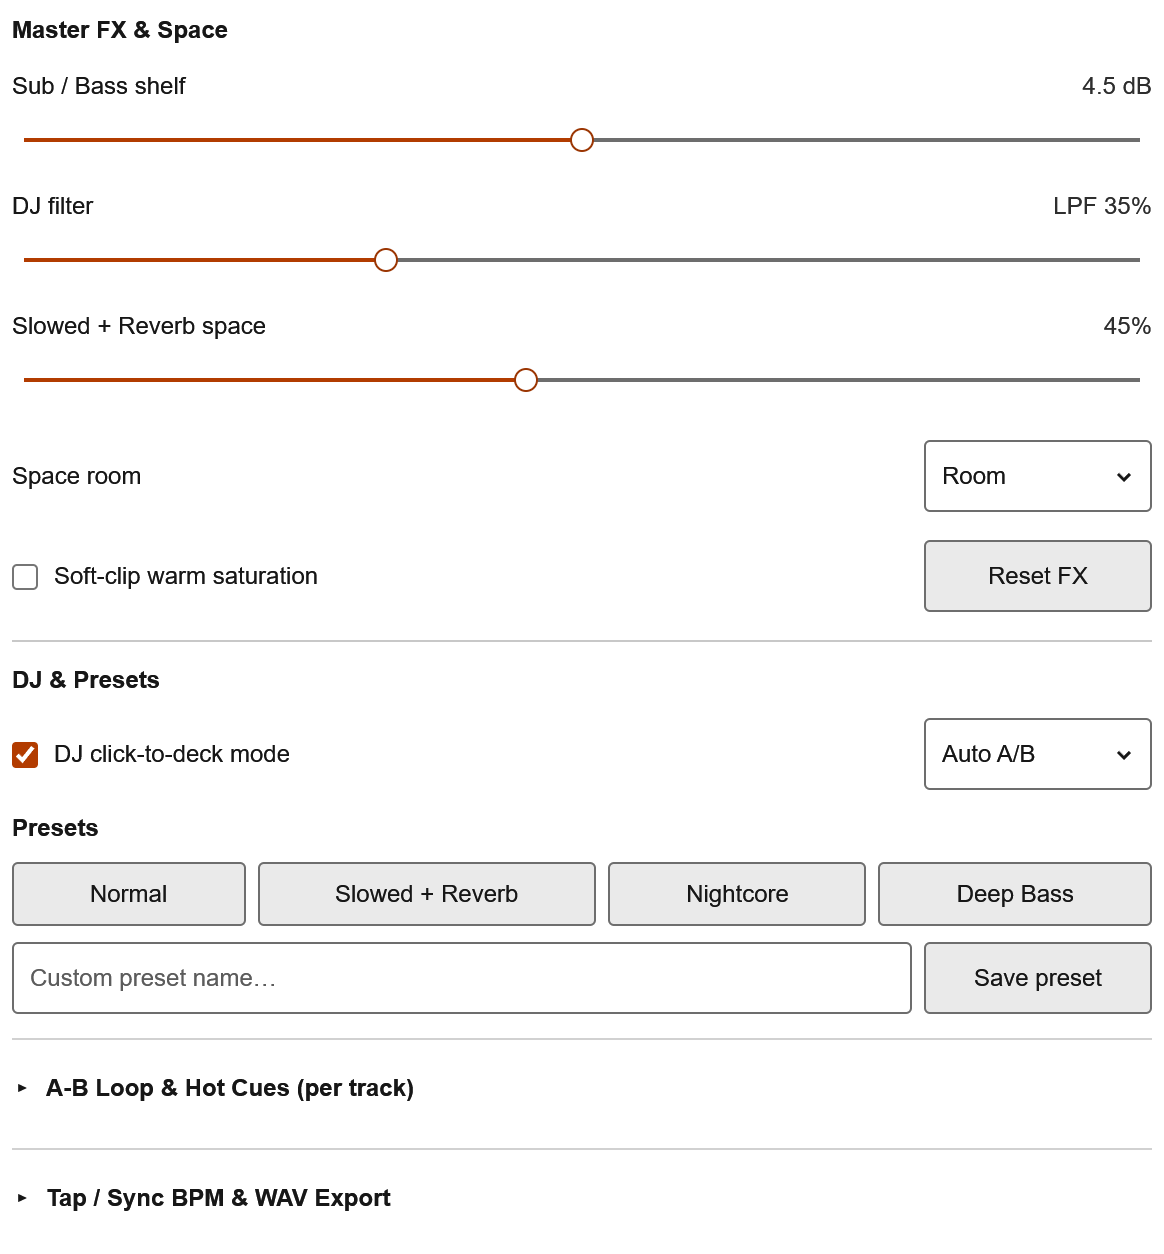 Master FX & Space
Sub / Bass shelf 4.5 dB
DJ filter LPF 35%
Slowed + Reverb space 45%
Space room Room
Soft-clip warm saturation Reset FX
DJ & Presets
DJ click-to-deck mode Auto A/B
Presets
Normal Slowed + Reverb Nightcore Deep Bass
Custom preset name… Save preset
A-B Loop & Hot Cues (per track)
Tap / Sync BPM & WAV Export